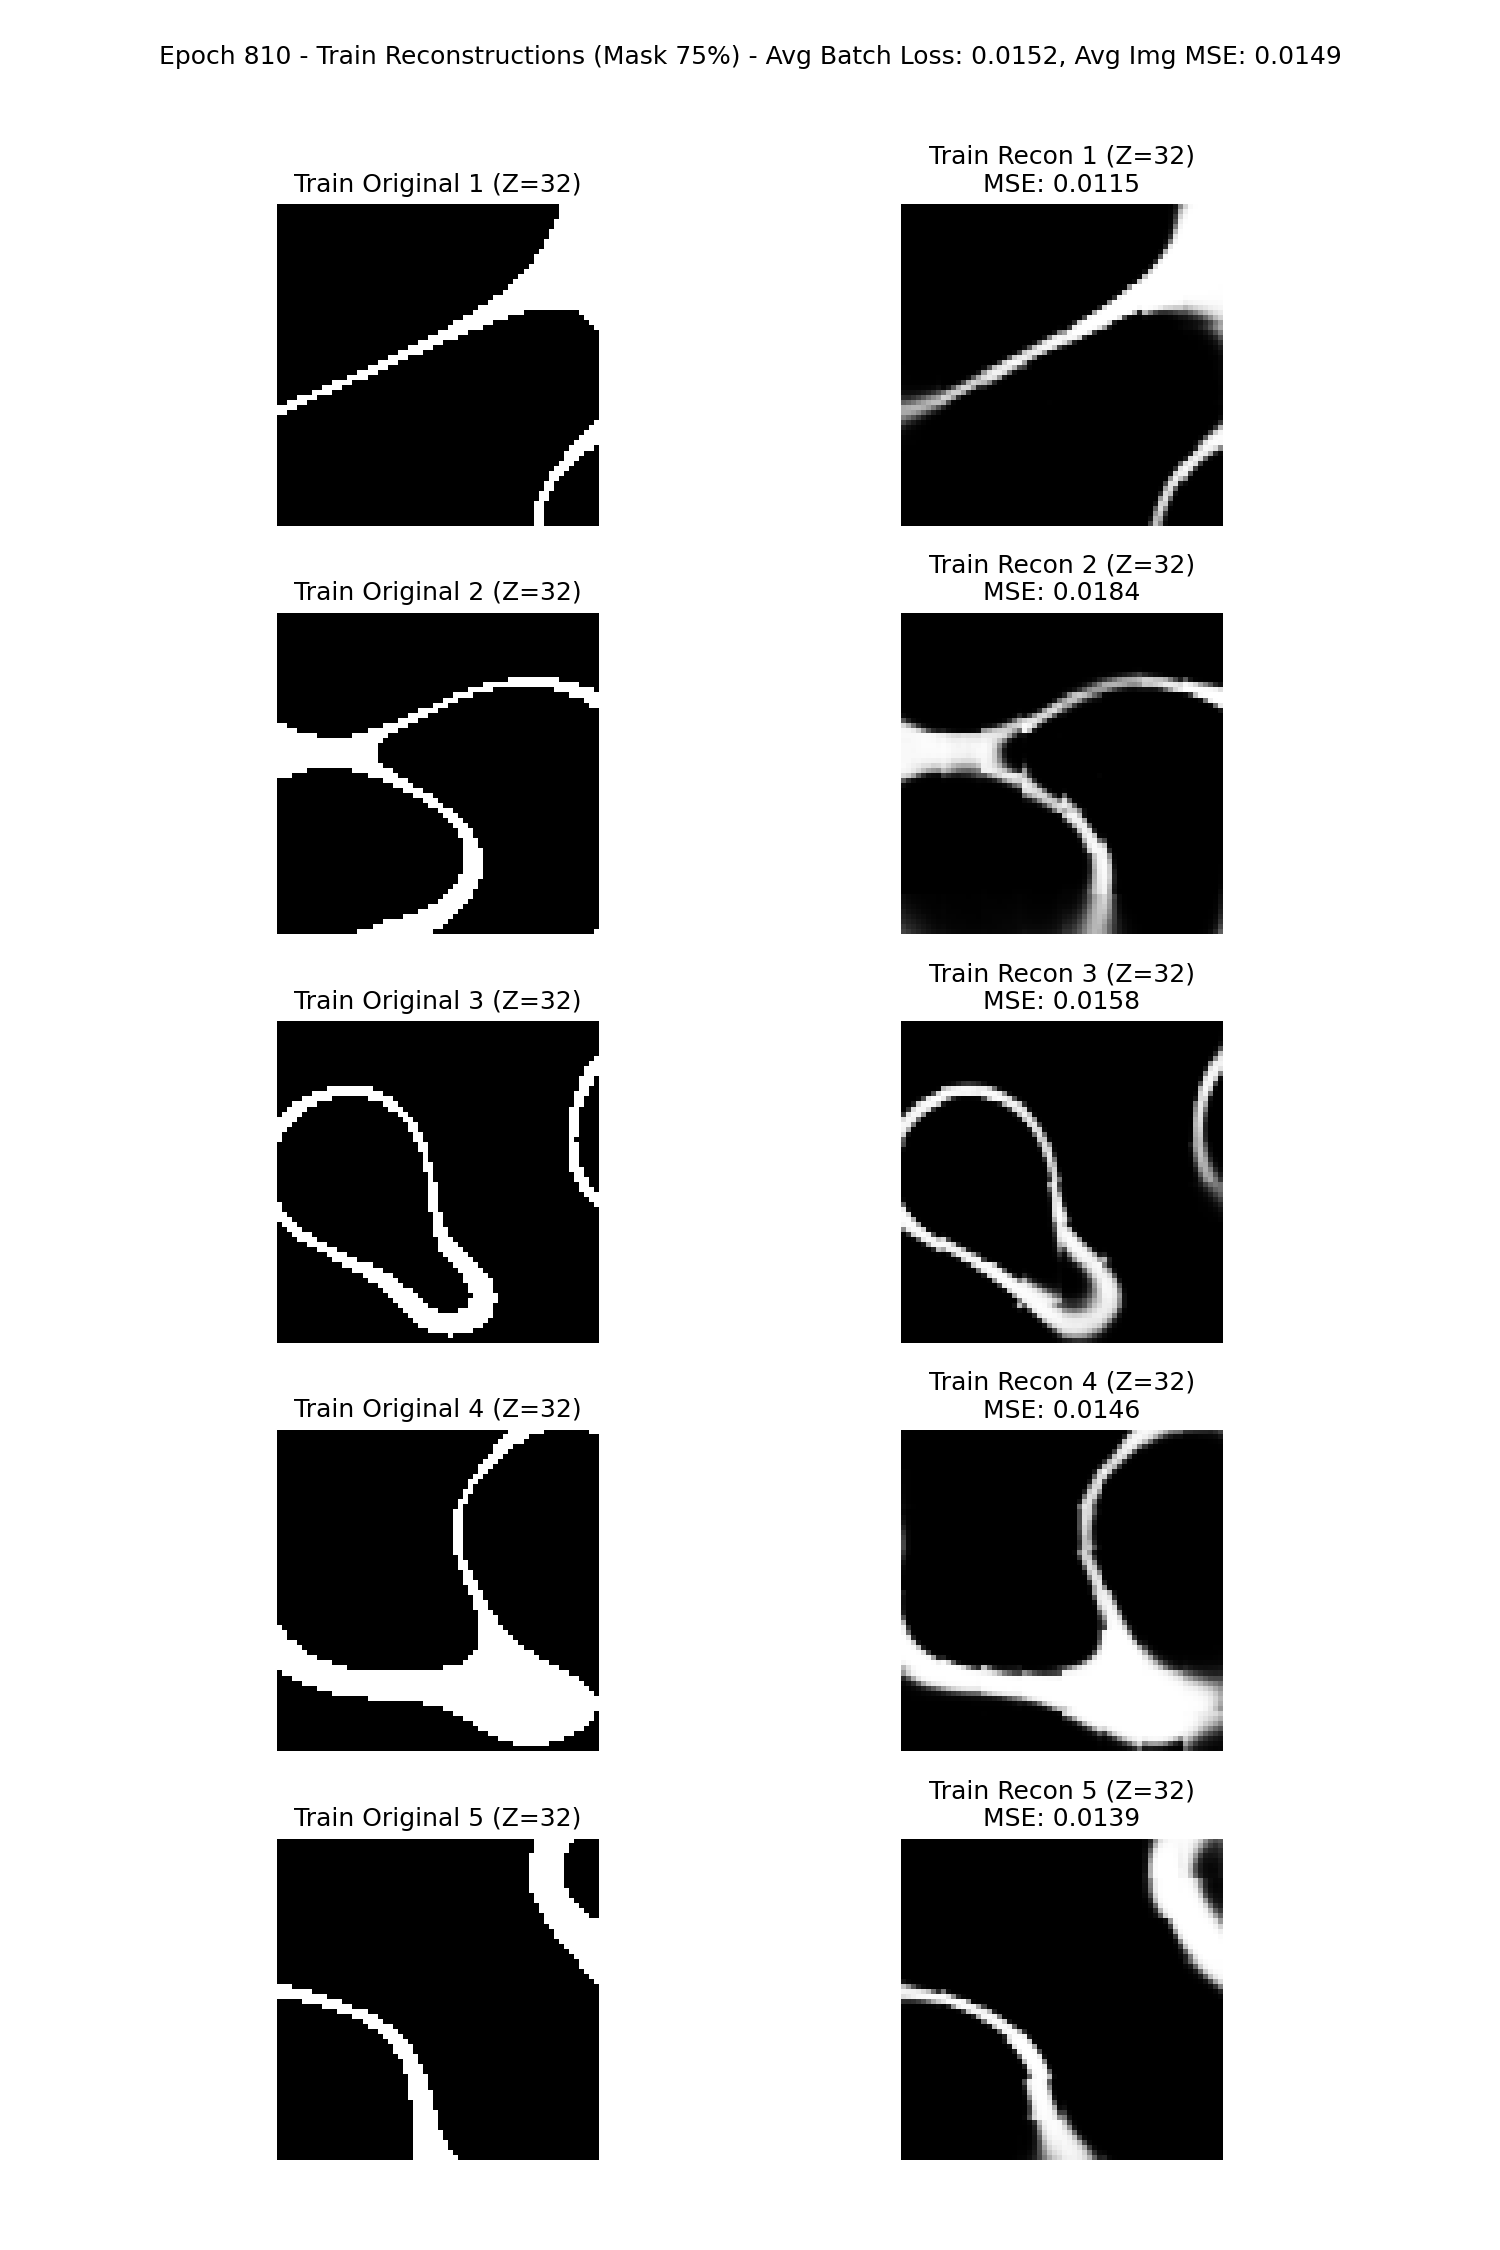 Epoch 810 - Train Reconstructions (Mask 75%) - Avg Batch Loss: 0.0152, Avg Img MSE: 0.0149
Train Original 1 (Z=32)
Train Recon 1 (Z=32)
MSE: 0.0115
Train Original 2 (Z=32)
Train Recon 2 (Z=32)
MSE: 0.0184
Train Original 3 (Z=32)
Train Recon 3 (Z=32)
MSE: 0.0158
Train Original 4 (Z=32)
Train Recon 4 (Z=32)
MSE: 0.0146
Train Original 5 (Z=32)
Train Recon 5 (Z=32)
MSE: 0.0139